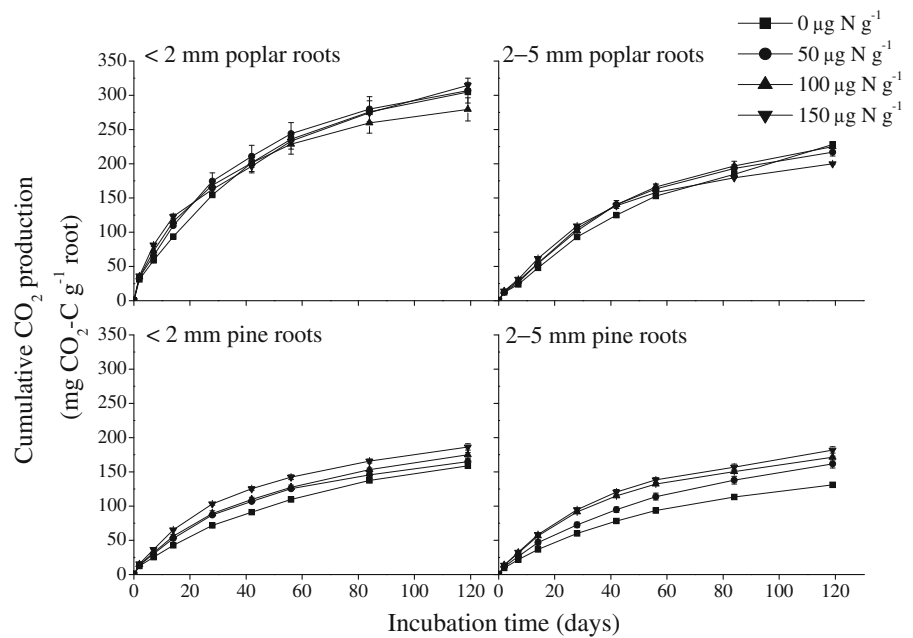 0 µg N g⁻¹
50 µg N g⁻¹
100 µg N g⁻¹
150 µg N g⁻¹
< 2 mm poplar roots
2–5 mm poplar roots
350
300
250
200
150
100
50
0
< 2 mm pine roots
2–5 mm pine roots
350
300
250
200
150
100
50
0
0 20 40 60 80 100 120
0 20 40 60 80 100 120
Cumulative CO₂ production
(mg CO₂-C g⁻¹ root)
Incubation time (days)